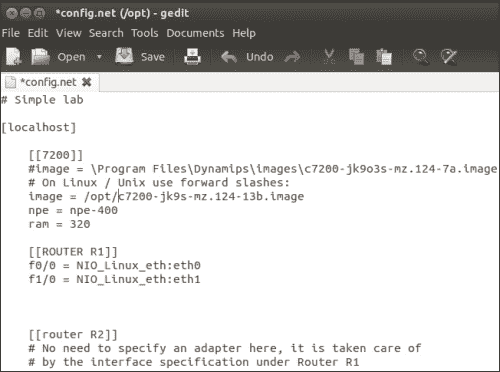 *config.net (/opt) - gedit
File Edit View Search Tools Documents Help
Open Save Undo
*config.net
# Simple lab
[localhost]
[[7200]]
#image = \Program Files\Dynamips\images\c7200-jk9o3s-mz.124-7a.image
# On Linux / Unix use forward slashes:
image = /opt/c7200-jk9s-mz.124-13b.image
npe = npe-400
ram = 320
[[ROUTER R1]]
f0/0 = NIO_Linux_eth:eth0
f1/0 = NIO_Linux_eth:eth1
[[router R2]]
# No need to specify an adapter here, it is taken care of
# by the interface specification under Router R1